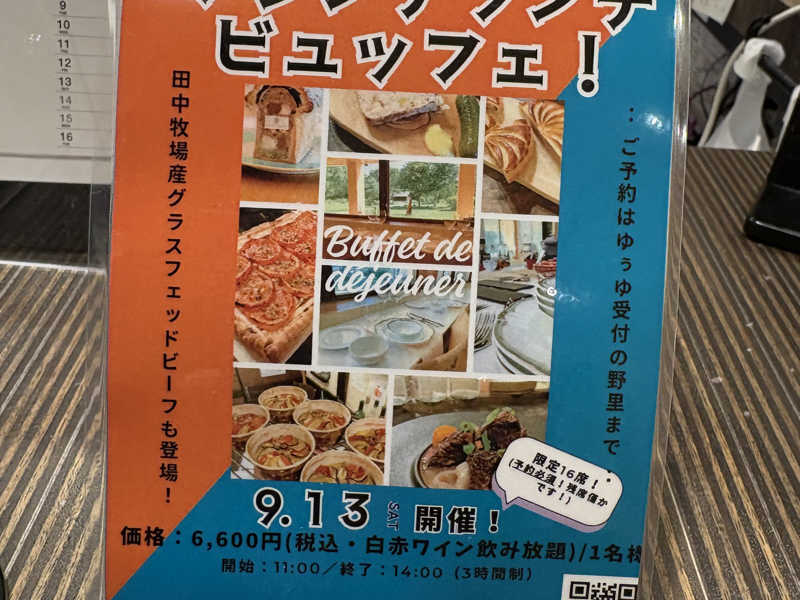 ビュッフェ！
田中牧場産グラスフェッドビーフも登場！
：ご予約はゆぅゆ受付の野里まで：
Buffet de
déjeuner
限定16席！
(予約必須！残席僅か
です！)
9.13 SAT 開催！
価格：6,600円(税込・白赤ワイン飲み放題)/1名様
開始：11:00／終了：14:00（3時間制）
9
10
11
12
13
14
15
16